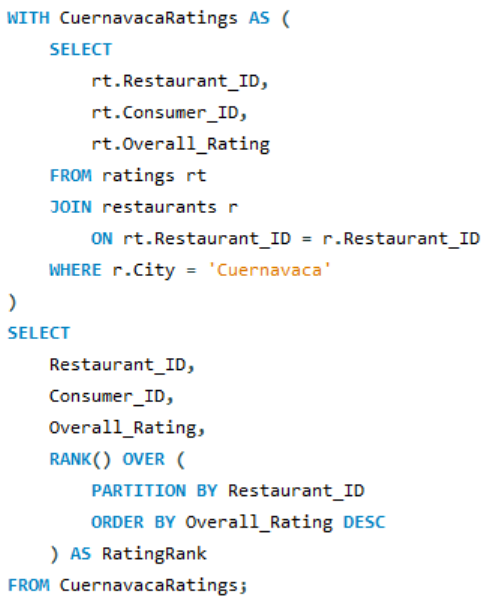 WITH CuernavacaRatings AS (
    SELECT
        rt.Restaurant_ID,
        rt.Consumer_ID,
        rt.Overall_Rating
    FROM ratings rt
    JOIN restaurants r
        ON rt.Restaurant_ID = r.Restaurant_ID
    WHERE r.City = 'Cuernavaca'
)
SELECT
    Restaurant_ID,
    Consumer_ID,
    Overall_Rating,
    RANK() OVER (
        PARTITION BY Restaurant_ID
        ORDER BY Overall_Rating DESC
    ) AS RatingRank
FROM CuernavacaRatings;